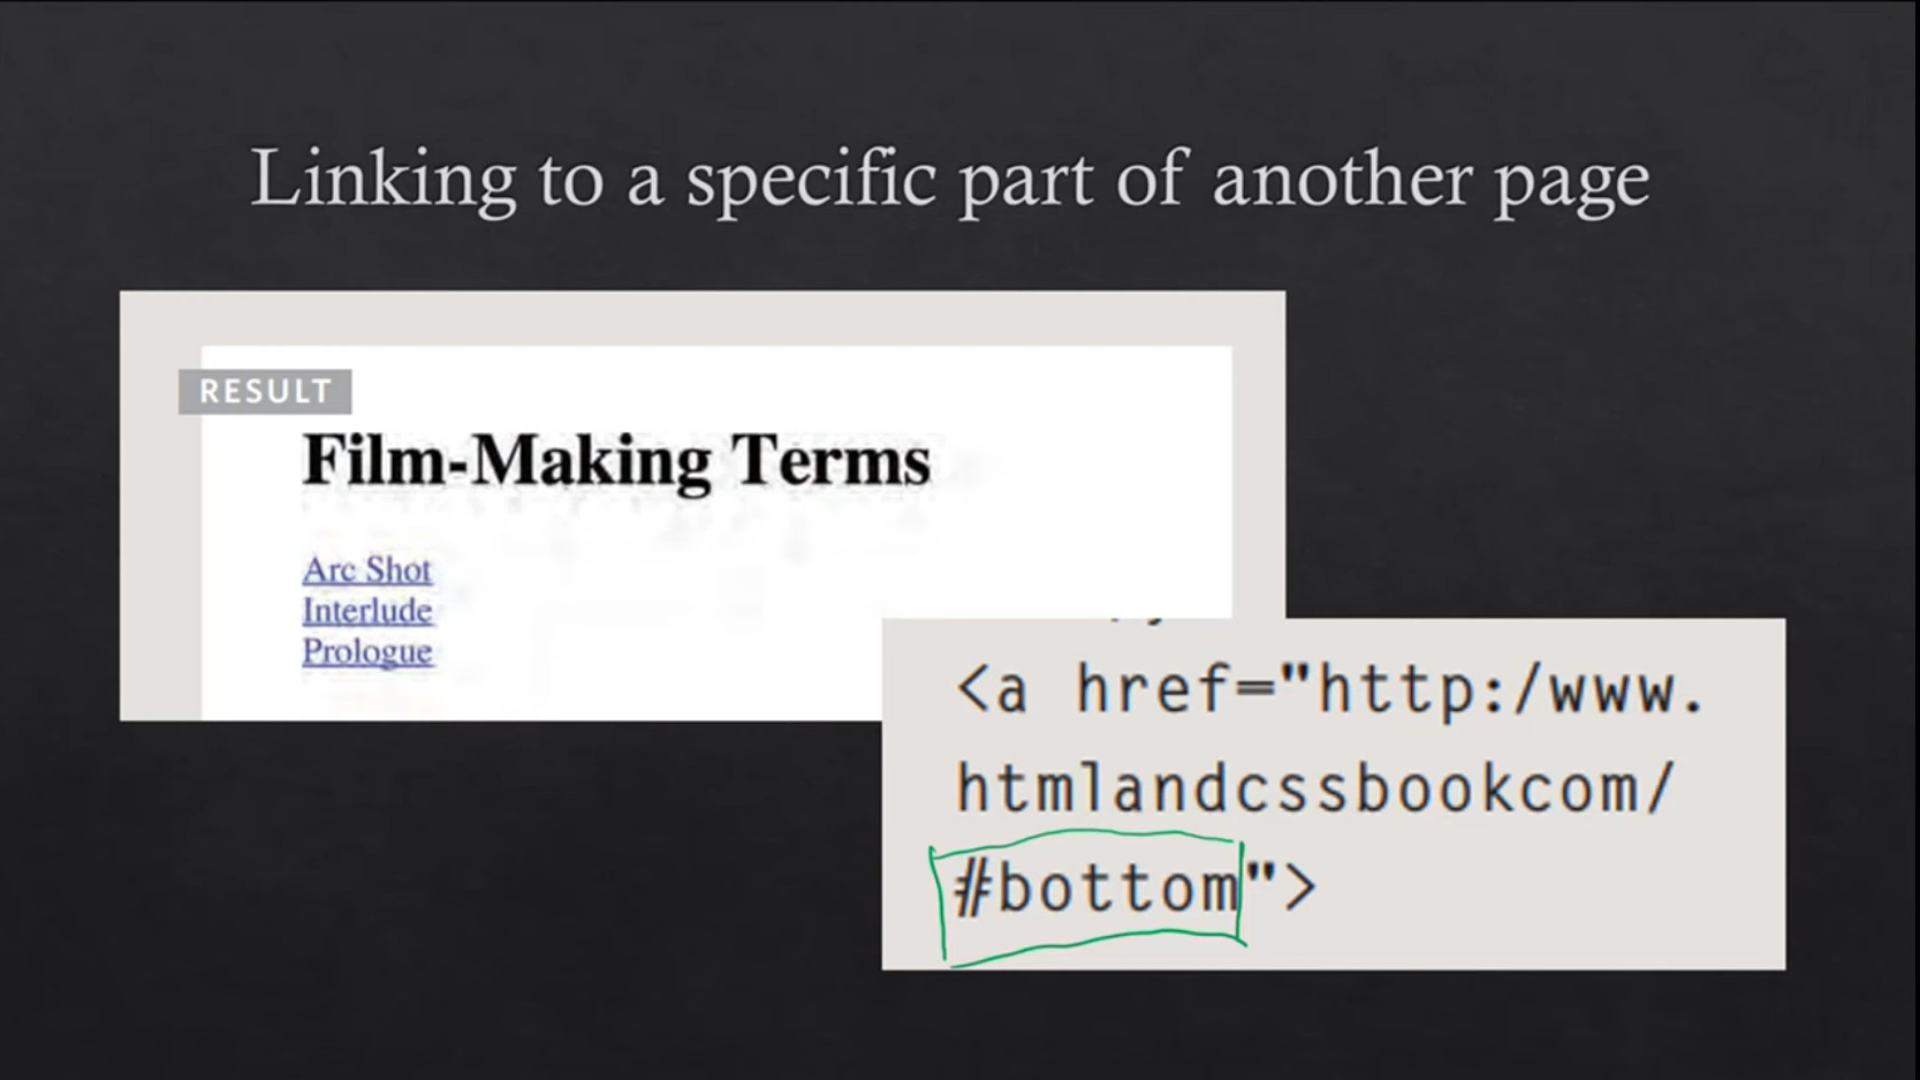 Linking to a specific part of another page
RESULT
Film-Making Terms
Arc Shot
Interlude
Prologue
<a href="http:/www.
htmlandcssbookcom/
#bottom">